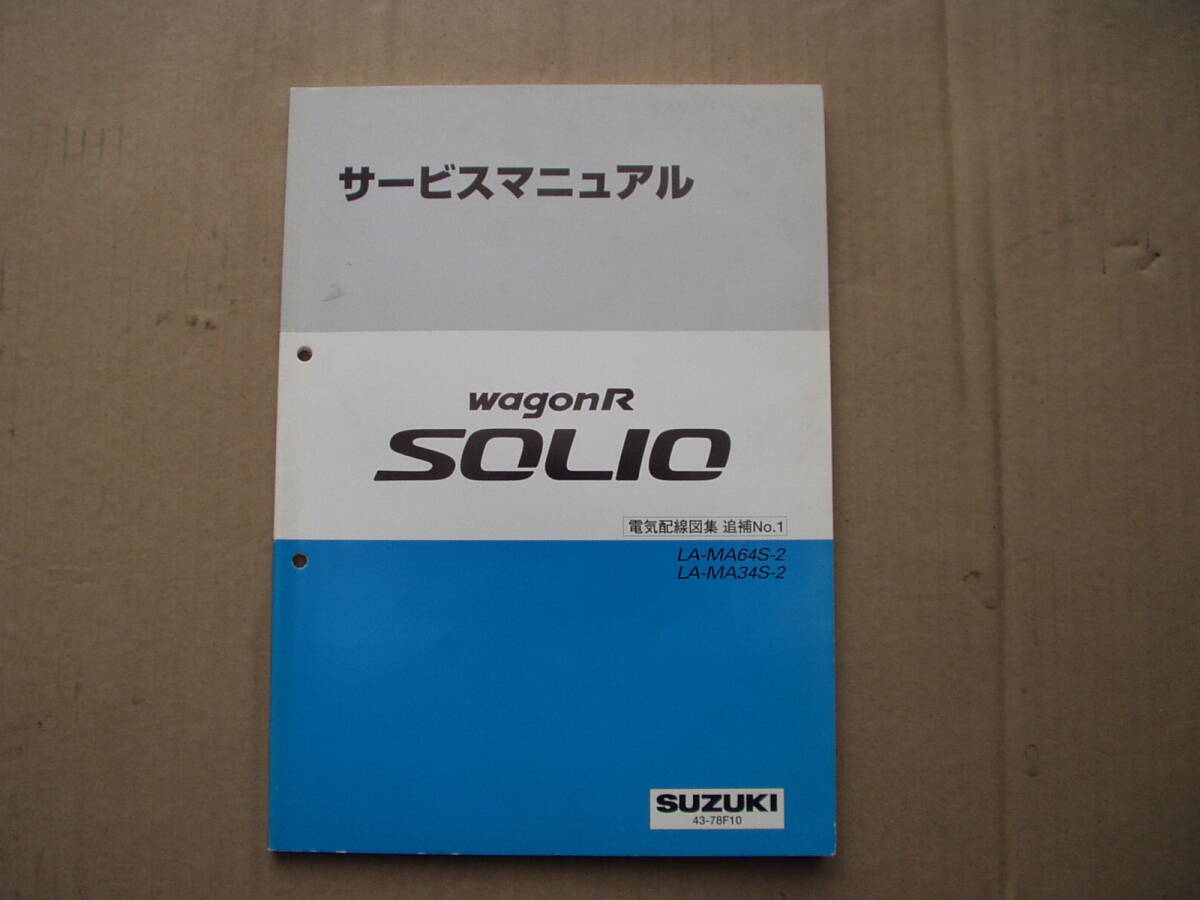 サービスマニュアル
wagonR
SOLIO
電気配線図集 追補No.1
LA-MA64S-2
LA-MA34S-2
SUZUKI
43-78F10